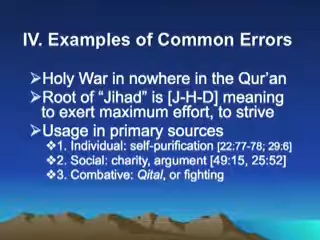 IV. Examples of Common Errors
➢Holy War in nowhere in the Qur'an
➢Root of "Jihad" is [J-H-D] meaning
to exert maximum effort, to strive
➢Usage in primary sources
❖1. Individual: self-purification [22:77-78; 29:6]
❖2. Social: charity, argument [49:15, 25:52]
❖3. Combative: Qital, or fighting